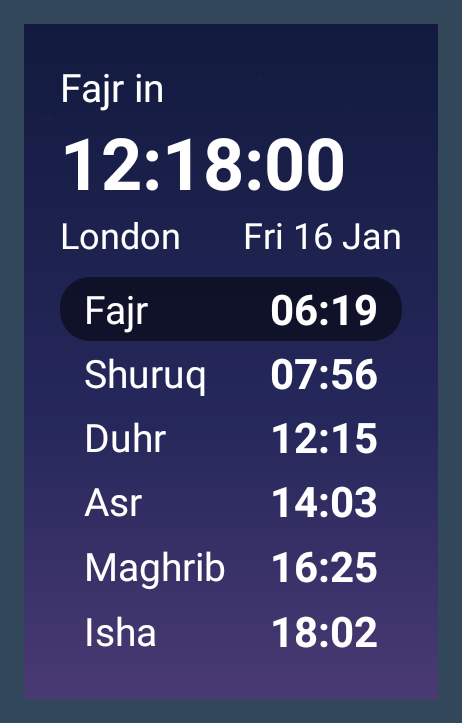 Fajr in
12:18:00
London Fri 16 Jan
Fajr 06:19
Shuruq 07:56
Duhr 12:15
Asr 14:03
Maghrib 16:25
Isha 18:02